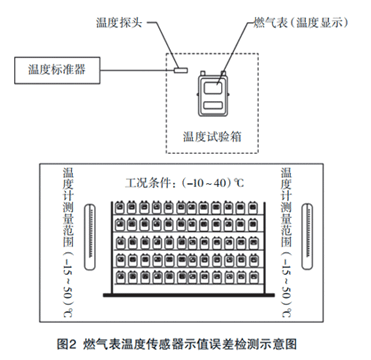 温度探头
燃气表(温度显示)
温度标准器
温度试验箱
工况条件：(-10~40)℃
温度计测量范围(-15~50)℃
温度计测量范围(-15~50)℃
图2 燃气表温度传感器示值误差检测示意图